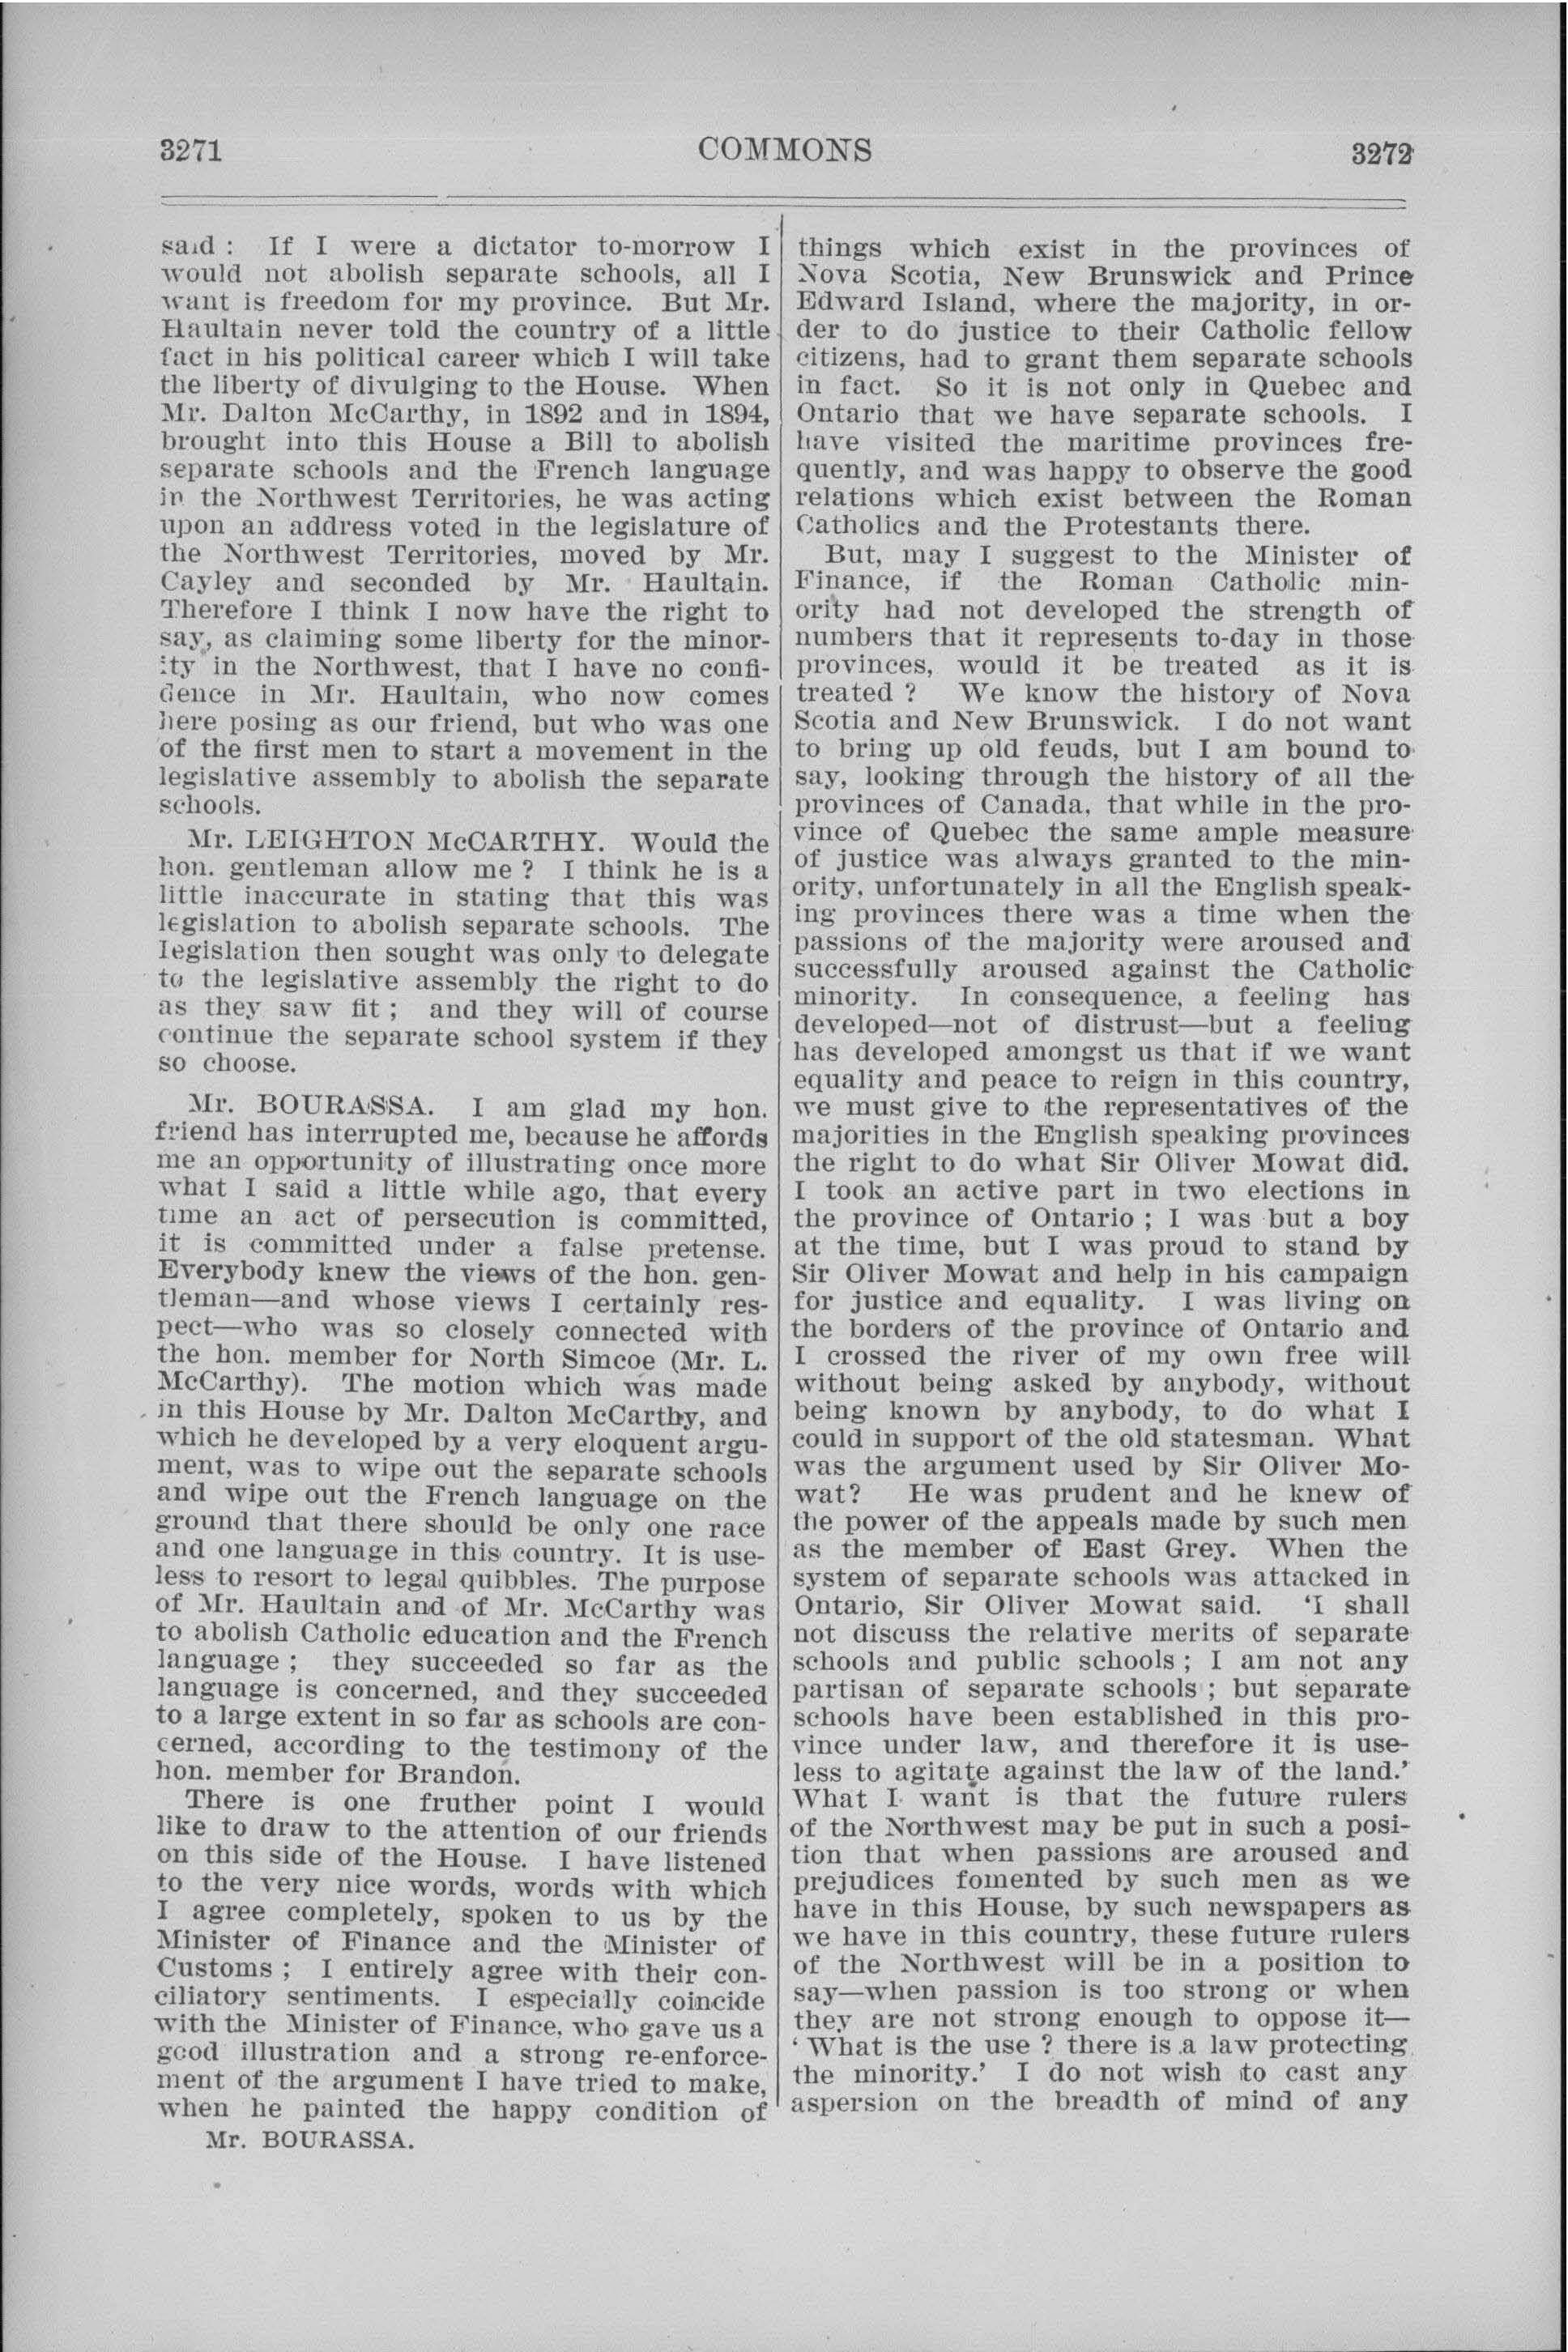 3271
COMMONS
3272
said : If I were a dictator to-morrow I
would not abolish separate schools, all I
want is freedom for my province. But Mr.
Haultain never told the country of a little
fact in his political career which I will take
the liberty of divulging to the House. When
Mr. Dalton McCarthy, in 1892 and in 1894,
brought into this House a Bill to abolish
separate schools and the French language
in the Northwest Territories, he was acting
upon an address voted in the legislature of
the Northwest Territories, moved by Mr.
Cayley and seconded by Mr. Haultain.
Therefore I think I now have the right to
say, as claiming some liberty for the minor-
ity in the Northwest, that I have no confi-
dence in Mr. Haultain, who now comes
here posing as our friend, but who was one
of the first men to start a movement in the
legislative assembly to abolish the separate
schools.
Mr. LEIGHTON McCARTHY. Would the
hon. gentleman allow me ? I think he is a
little inaccurate in stating that this was
legislation to abolish separate schools. The
legislation then sought was only to delegate
to the legislative assembly the right to do
as they saw fit ; and they will of course
continue the separate school system if they
so choose.
Mr. BOURASSA. I am glad my hon.
friend has interrupted me, because he affords
me an opportunity of illustrating once more
what I said a little while ago, that every
time an act of persecution is committed,
it is committed under a false pretense.
Everybody knew the views of the hon. gen-
tleman—and whose views I certainly res-
pect—who was so closely connected with
the hon. member for North Simcoe (Mr. L.
McCarthy). The motion which was made
in this House by Mr. Dalton McCarthy, and
which he developed by a very eloquent argu-
ment, was to wipe out the separate schools
and wipe out the French language on the
ground that there should be only one race
and one language in this country. It is use-
less to resort to legal quibbles. The purpose
of Mr. Haultain and of Mr. McCarthy was
to abolish Catholic education and the French
language ; they succeeded so far as the
language is concerned, and they succeeded
to a large extent in so far as schools are con-
cerned, according to the testimony of the
hon. member for Brandon.
There is one fruther point I would
like to draw to the attention of our friends
on this side of the House. I have listened
to the very nice words, words with which
I agree completely, spoken to us by the
Minister of Finance and the Minister of
Customs ; I entirely agree with their con-
ciliatory sentiments. I especially coincide
with the Minister of Finance, who gave us a
good illustration and a strong re-enforce-
ment of the argument I have tried to make,
when he painted the happy condition of
Mr. BOURASSA.
things which exist in the provinces of
Nova Scotia, New Brunswick and Prince
Edward Island, where the majority, in or-
der to do justice to their Catholic fellow
citizens, had to grant them separate schools
in fact. So it is not only in Quebec and
Ontario that we have separate schools. I
have visited the maritime provinces fre-
quently, and was happy to observe the good
relations which exist between the Roman
Catholics and the Protestants there.
But, may I suggest to the Minister of
Finance, if the Roman Catholic min-
ority had not developed the strength of
numbers that it represents to-day in those
provinces, would it be treated as it is
treated ? We know the history of Nova
Scotia and New Brunswick. I do not want
to bring up old feuds, but I am bound to
say, looking through the history of all the
provinces of Canada, that while in the pro-
vince of Quebec the same ample measure
of justice was always granted to the min-
ority, unfortunately in all the English speak-
ing provinces there was a time when the
passions of the majority were aroused and
successfully aroused against the Catholic
minority. In consequence, a feeling has
developed—not of distrust—but a feeling
has developed amongst us that if we want
equality and peace to reign in this country,
we must give to the representatives of the
majorities in the English speaking provinces
the right to do what Sir Oliver Mowat did.
I took an active part in two elections in
the province of Ontario ; I was but a boy
at the time, but I was proud to stand by
Sir Oliver Mowat and help in his campaign
for justice and equality. I was living on
the borders of the province of Ontario and
I crossed the river of my own free will
without being asked by anybody, without
being known by anybody, to do what I
could in support of the old statesman. What
was the argument used by Sir Oliver Mo-
wat? He was prudent and he knew of
the power of the appeals made by such men
as the member of East Grey. When the
system of separate schools was attacked in
Ontario, Sir Oliver Mowat said. 'I shall
not discuss the relative merits of separate
schools and public schools ; I am not any
partisan of separate schools ; but separate
schools have been established in this pro-
vince under law, and therefore it is use-
less to agitate against the law of the land.'
What I want is that the future rulers
of the Northwest may be put in such a posi-
tion that when passions are aroused and
prejudices fomented by such men as we
have in this House, by such newspapers as
we have in this country, these future rulers
of the Northwest will be in a position to
say—when passion is too strong or when
they are not strong enough to oppose it—
' What is the use ? there is a law protecting
the minority.' I do not wish to cast any
aspersion on the breadth of mind of any